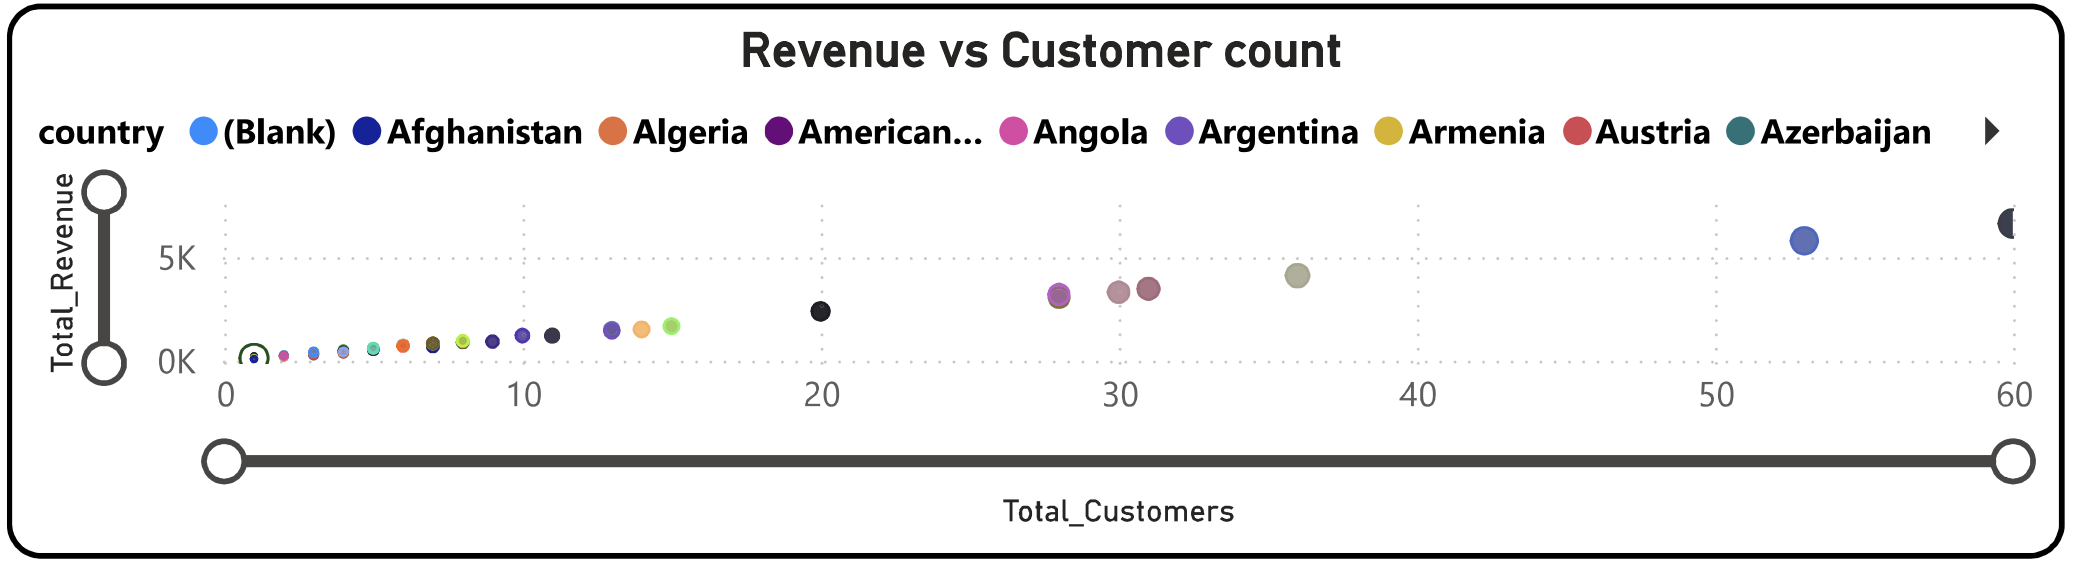 Revenue vs Customer count
country (Blank) Afghanistan Algeria American... Angola Argentina Armenia Austria Azerbaijan
Total_Revenue
5K
0K
0 10 20 30 40 50 60
Total_Customers